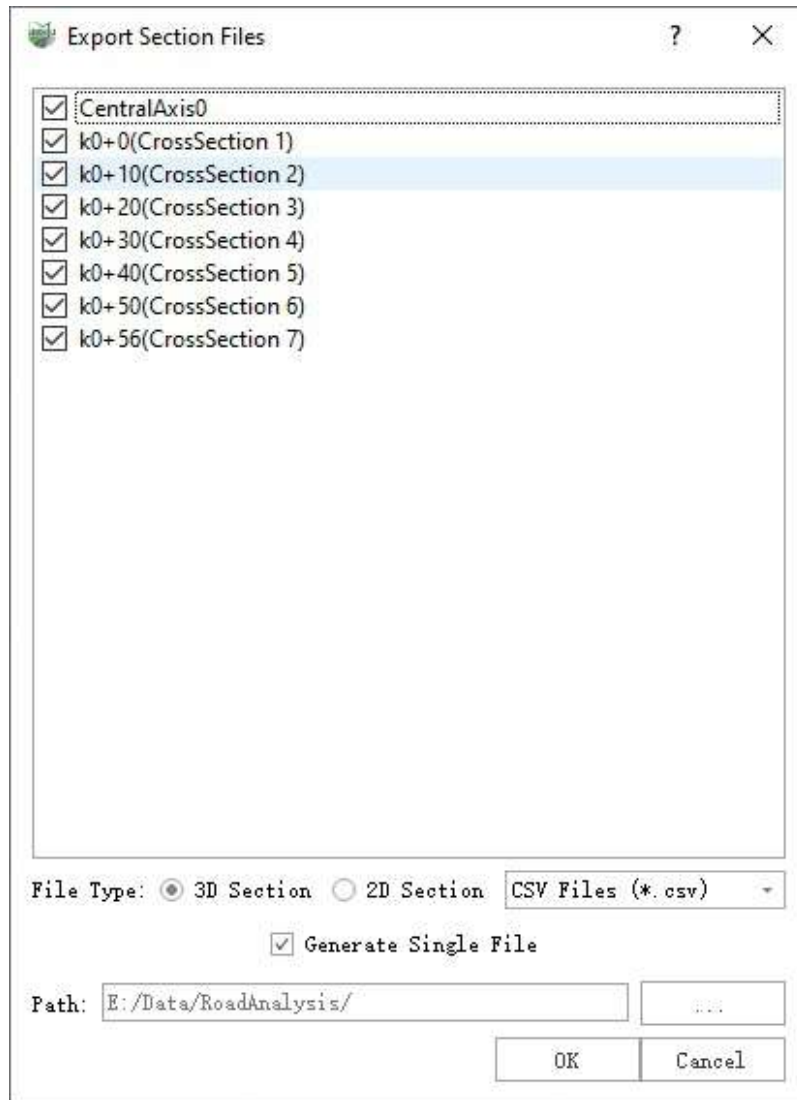 Export Section Files ?
CentralAxis0
k0+0(CrossSection 1)
k0+10(CrossSection 2)
k0+20(CrossSection 3)
k0+30(CrossSection 4)
k0+40(CrossSection 5)
k0+50(CrossSection 6)
k0+56(CrossSection 7)
File Type: 3D Section 2D Section CSV Files (*.csv)
Generate Single File
Path: E:/Data/RoadAnalysis/ ...
OK Cancel